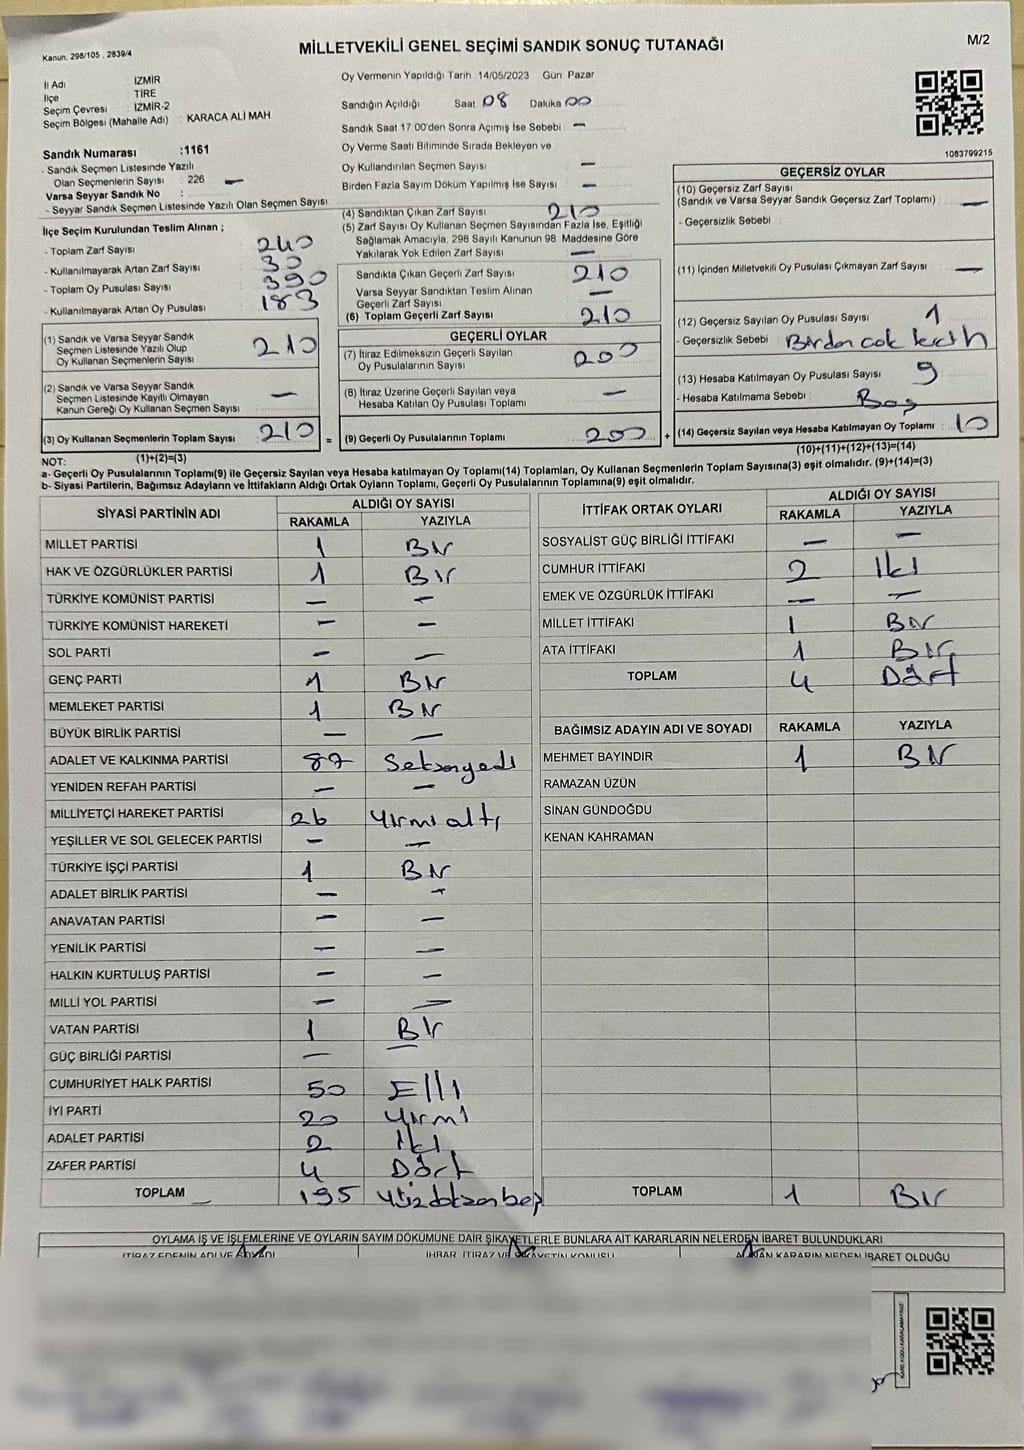 Kanun. 298/105 . 2839/4
MİLLETVEKİLİ GENEL SEÇİMİ SANDIK SONUÇ TUTANAĞI
M/2
İl Adı İZMİR
İlçe TİRE
Seçim Çevresi : İZMİR-2
Seçim Bölgesi (Mahalle Adı) : KARACA ALİ MAH
Sandık Numarası :1161
- Sandık Seçmen Listesinde Yazılı
Olan Seçmenlerin Sayısı : 226 —
Varsa Seyyar Sandık No :
- Seyyar Sandık Seçmen Listesinde Yazılı Olan Seçmen Sayısı
İlçe Seçim Kurulundan Teslim Alınan ;
- Toplam Zarf Sayısı 240
- Kullanılmayarak Artan Zarf Sayısı 30
- Toplam Oy Pusulası Sayısı 390
- Kullanılmayarak Artan Oy Pusulası 183
(1) Sandık ve Varsa Seyyar Sandık
Seçmen Listesinde Yazılı Olup
Oy Kullanan Seçmenlerin Sayısı 210
(2) Sandık ve Varsa Seyyar Sandık
Seçmen Listesinde Kayıtlı Olmayan
Kanun Gereği Oy Kullanan Seçmen Sayısı —
(3) Oy Kullanan Seçmenlerin Toplam Sayısı 210
(1)+(2)=(3)
Oy Vermenin Yapıldığı Tarih :14/05/2023 Gün: Pazar
Sandığın Açıldığı Saat 08 Dakika 00
Sandık Saat 17.00'den Sonra Açımış İse Sebebi —
Oy Verme Saati Bitiminde Sırada Bekleyen ve
Oy Kullandırılan Seçmen Sayısı —
Birden Fazla Sayım Döküm Yapılmış İse Sayısı —
(4) Sandıktan Çıkan Zarf Sayısı 210
(5) Zarf Sayısı Oy Kullanan Seçmen Sayısından Fazla İse, Eşitliği
Sağlamak Amacıyla, 298 Sayılı Kanunun 98 Maddesine Göre
Yakılarak Yok Edilen Zarf Sayısı —
Sandıkta Çıkan Geçerli Zarf Sayısı 210
Varsa Seyyar Sandıktan Teslim Alınan
Geçerli Zarf Sayısı —
(6) Toplam Geçerli Zarf Sayısı 210
GEÇERLİ OYLAR
(7) İtiraz Edilmeksizin Geçerli Sayılan
Oy Pusulalarının Sayısı 200
(8) İtiraz Üzerine Geçerli Sayılan veya
Hesaba Katılan Oy Pusulası Toplamı —
= (9) Geçerli Oy Pusulalarının Toplamı 200 +
1083799215
GEÇERSİZ OYLAR
(10) Geçersiz Zarf Sayısı
(Sandık ve Varsa Seyyar Sandık Geçersiz Zarf Toplamı) : —
- Geçersizlik Sebebi :
(11) İçinden Milletvekili Oy Pusulası Çıkmayan Zarf Sayısı : —
(12) Geçersiz Sayılan Oy Pusulası Sayısı 1
- Geçersizlik Sebebi Birden cok
(13) Hesaba Katılmayan Oy Pusulası Sayısı 9
- Hesaba Katılmama Sebebi : Boş
(14) Geçersiz Sayılan veya Hesaba Katılmayan Oy Toplamı : 10
(10)+(11)+(12)+(13)=(14)
NOT:
a- Geçerli Oy Pusulalarının Toplamı(9) ile Geçersiz Sayılan veya Hesaba katılmayan Oy Toplamı(14) Toplamları, Oy Kullanan Seçmenlerin Toplam Sayısına(3) eşit olmalıdır. (9)+(14)=(3)
b- Siyasi Partilerin, Bağımsız Adayların ve İttifakların Aldığı Ortak Oyların Toplamı, Geçerli Oy Pusulalarının Toplamına(9) eşit olmalıdır.
SİYASİ PARTİNİN ADI ALDIĞI OY SAYISI
RAKAMLA YAZIYLA
MİLLET PARTİSİ 1 Bir
HAK VE ÖZGÜRLÜKLER PARTİSİ 1 Bir
TÜRKİYE KOMÜNİST PARTİSİ — —
TÜRKİYE KOMÜNİST HAREKETİ — —
SOL PARTİ — —
GENÇ PARTİ 1 Bir
MEMLEKET PARTİSİ 1 Bir
BÜYÜK BİRLİK PARTİSİ — —
ADALET VE KALKINMA PARTİSİ 87 Seksenyedi
YENİDEN REFAH PARTİSİ — —
MİLLİYETÇİ HAREKET PARTİSİ 26 Yirmi altı
YEŞİLLER VE SOL GELECEK PARTİSİ — —
TÜRKİYE İŞÇİ PARTİSİ 1 Bir
ADALET BİRLİK PARTİSİ — —
ANAVATAN PARTİSİ — —
YENİLİK PARTİSİ — —
HALKIN KURTULUŞ PARTİSİ — —
MİLLİ YOL PARTİSİ — —
VATAN PARTİSİ 1 Bir
GÜÇ BİRLİĞİ PARTİSİ — —
CUMHURİYET HALK PARTİSİ 50 Elli
İYİ PARTİ 20 Yirmi
ADALET PARTİSİ 2 İki
ZAFER PARTİSİ 4 Dört
TOPLAM 195 Yüzdoksanbeş
İTTİFAK ORTAK OYLARI ALDIĞI OY SAYISI
RAKAMLA YAZIYLA
SOSYALİST GÜÇ BİRLİĞİ İTTİFAKI — —
CUMHUR İTTİFAKI 2 İki
EMEK VE ÖZGÜRLÜK İTTİFAKI — —
MİLLET İTTİFAKI 1 Bir
ATA İTTİFAKI 1 Bir
TOPLAM 4 Dört
BAĞIMSIZ ADAYIN ADI VE SOYADI RAKAMLA YAZIYLA
MEHMET BAYINDIR 1 Bir
RAMAZAN ÜZÜN
SİNAN GÜNDOĞDU
KENAN KAHRAMAN
TOPLAM 1 Bir
OYLAMA İŞ VE İŞLEMLERİNE VE OYLARIN SAYIM DÖKÜMÜNE DAİR ŞİKAYETLERLE BUNLARA AİT KARARLARIN NELERDEN İBARET BULUNDUKLARI
İTİRAZ EDENİN ADI VE SOYADI İHBAR, İTİRAZ VE ŞİKAYETİN KONUSU ALINAN KARARIN NEDEN İBARET OLDUĞU
KARE KODU KARALAMAYINIZ!